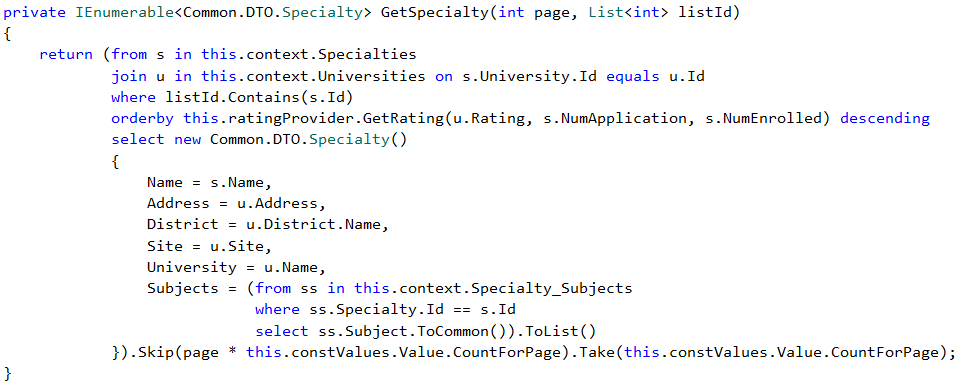 private IEnumerable<Common.DTO.Specialty> GetSpecialty(int page, List<int> listId)
{
    return (from s in this.context.Specialties
            join u in this.context.Universities on s.University.Id equals u.Id
            where listId.Contains(s.Id)
            orderby this.ratingProvider.GetRating(u.Rating, s.NumApplication, s.NumEnrolled) descending
            select new Common.DTO.Specialty()
            {
                Name = s.Name,
                Address = u.Address,
                District = u.District.Name,
                Site = u.Site,
                University = u.Name,
                Subjects = (from ss in this.context.Specialty_Subjects
                            where ss.Specialty.Id == s.Id
                            select ss.Subject.ToCommon()).ToList()
            }).Skip(page * this.constValues.Value.CountForPage).Take(this.constValues.Value.CountForPage);
}